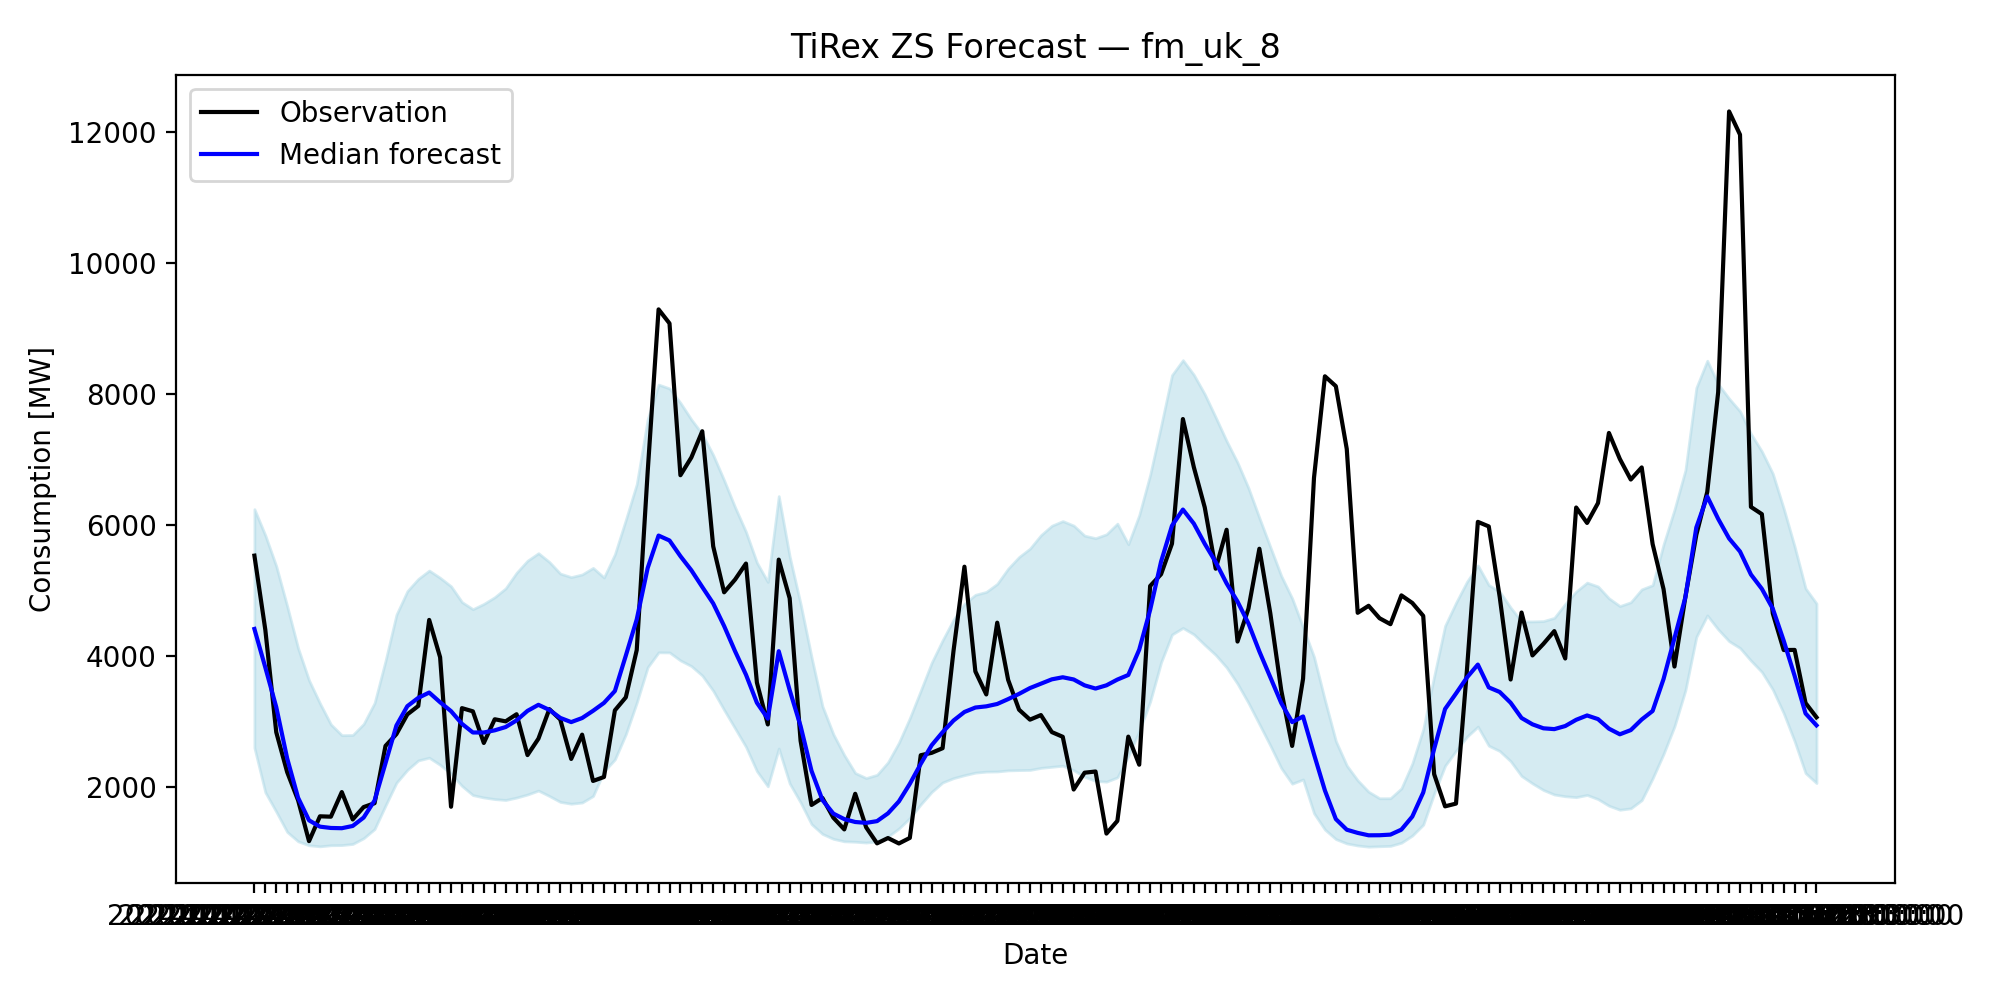 TiRex ZS Forecast — fm_uk_8
Observation
Median forecast
12000
10000
8000
6000
4000
2000
Consumption [MW]
Date